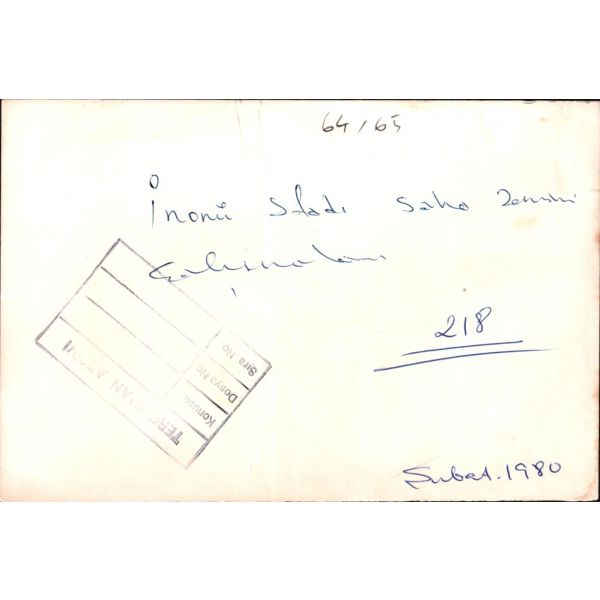 64/65
İnönü Stadı Saha Zemini
Çalışmaları
218
Şubat.1980
TERCÜMAN ARŞİVİ
Konusu
Dosya No
Sıra No